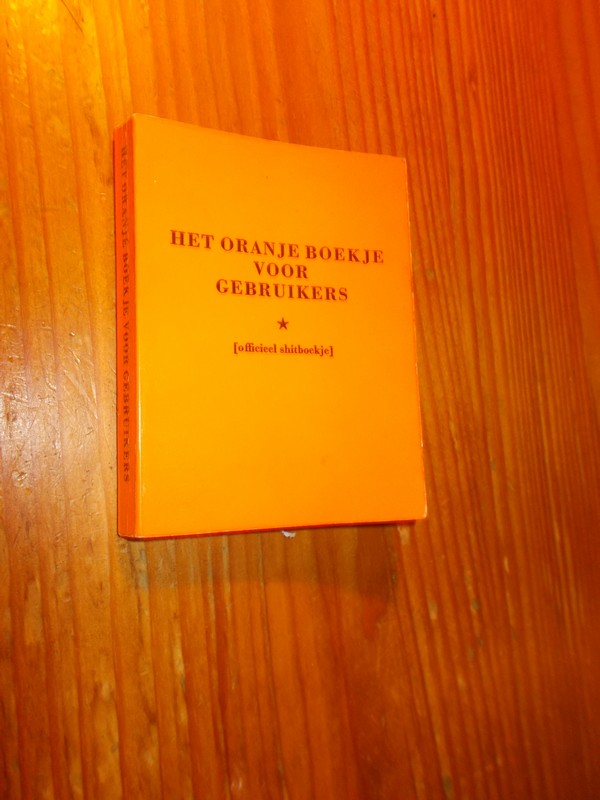 HET ORANJE BOEKJE
VOOR
GEBRUIKERS
★
[officieel shitboekje]
HET ORANJE BOEKJE VOOR GEBRUIKERS